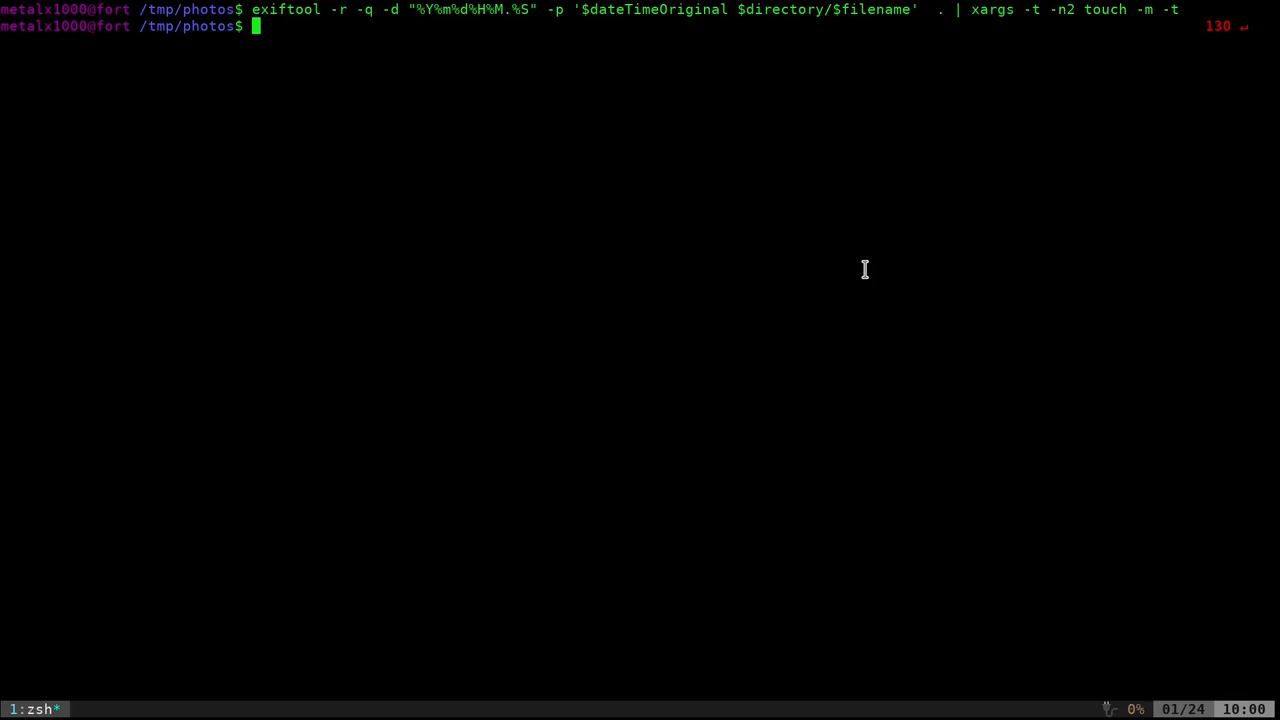 metalx1000@fort /tmp/photos$ exiftool -r -q -d "%Y%m%d%H%M.%S" -p '$dateTimeOriginal $directory/$filename'  . | xargs -t -n2 touch -m -t
metalx1000@fort /tmp/photos$ 130 ↵
1:zsh* 0% 01/24 10:00